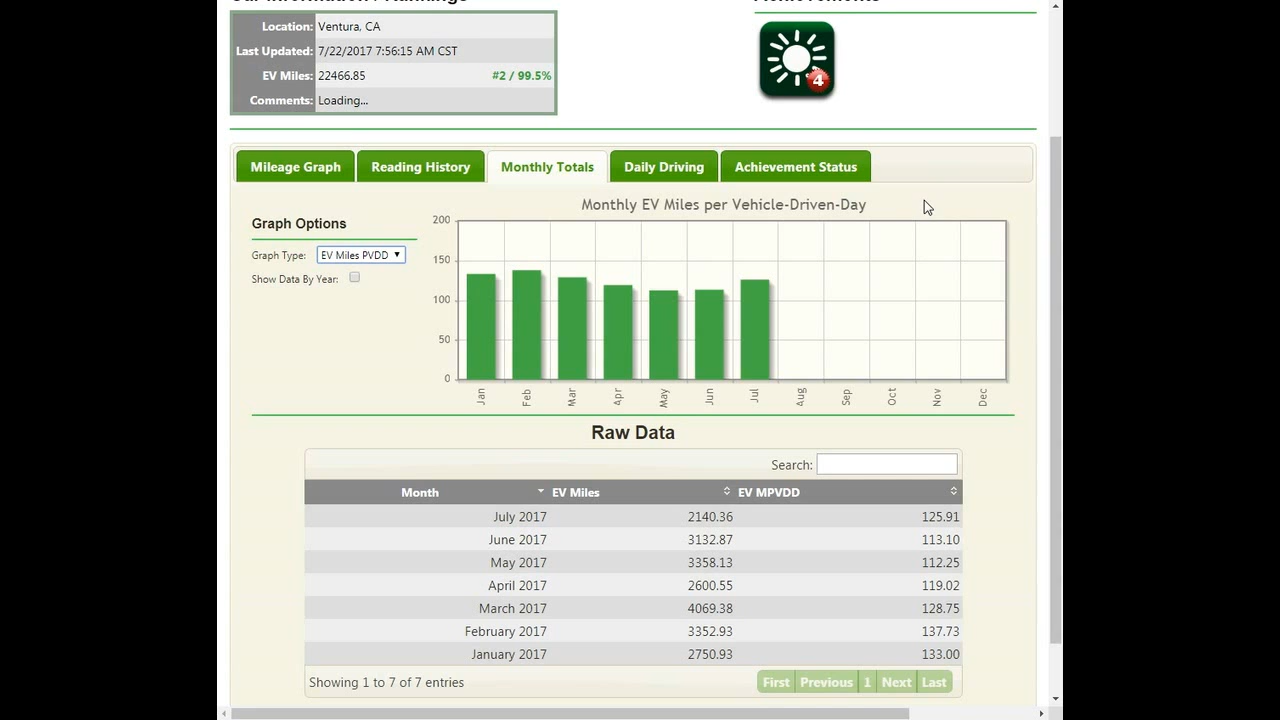 Location: Ventura, CA
Last Updated: 7/22/2017 7:56:15 AM CST
EV Miles: 22466.85 #2 / 99.5%
Comments: Loading...
4
Mileage Graph Reading History Monthly Totals Daily Driving Achievement Status
Monthly EV Miles per Vehicle-Driven-Day
Graph Options
Graph Type: EV Miles PVDD
Show Data By Year:
200
150
100
50
0
Jan Feb Mar Apr May Jun Jul Aug Sep Oct Nov Dec
Raw Data
Search:
Month EV Miles EV MPVDD
July 2017 2140.36 125.91
June 2017 3132.87 113.10
May 2017 3358.13 112.25
April 2017 2600.55 119.02
March 2017 4069.38 128.75
February 2017 3352.93 137.73
January 2017 2750.93 133.00
Showing 1 to 7 of 7 entries First Previous 1 Next Last